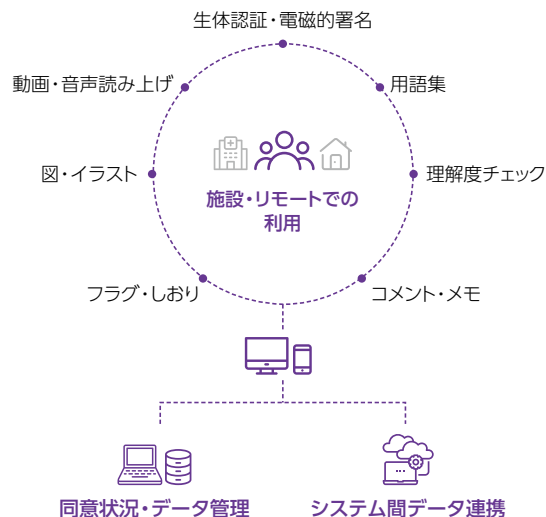 生体認証・電磁的署名
動画・音声読み上げ
用語集
図・イラスト
理解度チェック
施設・リモートでの
利用
フラグ・しおり
コメント・メモ
同意状況・データ管理
システム間データ連携